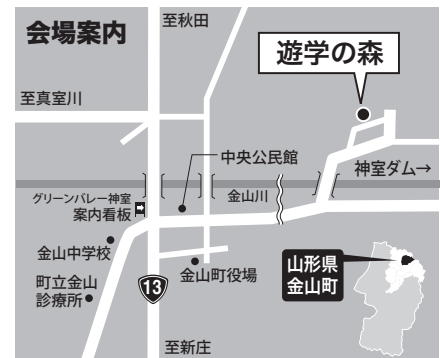 会場案内
至秋田
遊学の森
至真室川
中央公民館
神室ダム→
グリーンバレー神室
案内看板
金山川
金山中学校
町立金山
診療所
13
金山町役場
山形県
金山町
至新庄